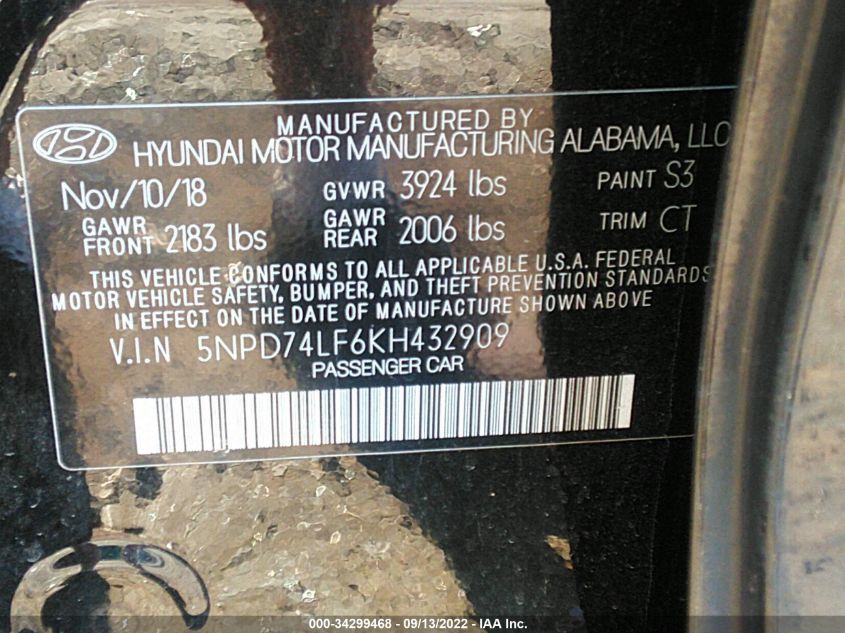 MANUFACTURED BY
HYUNDAI MOTOR MANUFACTURING ALABAMA, LLC
Nov/10/18 GVWR 3924 lbs PAINT S3
GAWR FRONT 2183 lbs GAWR REAR 2006 lbs TRIM CT
THIS VEHICLE CONFORMS TO ALL APPLICABLE U.S.A. FEDERAL
MOTOR VEHICLE SAFETY, BUMPER, AND THEFT PREVENTION STANDARDS
IN EFFECT ON THE DATE OF MANUFACTURE SHOWN ABOVE
V.I.N 5NPD74LF6KH432909
PASSENGER CAR
000-34299468 - 09/13/2022 - IAA, Inc.